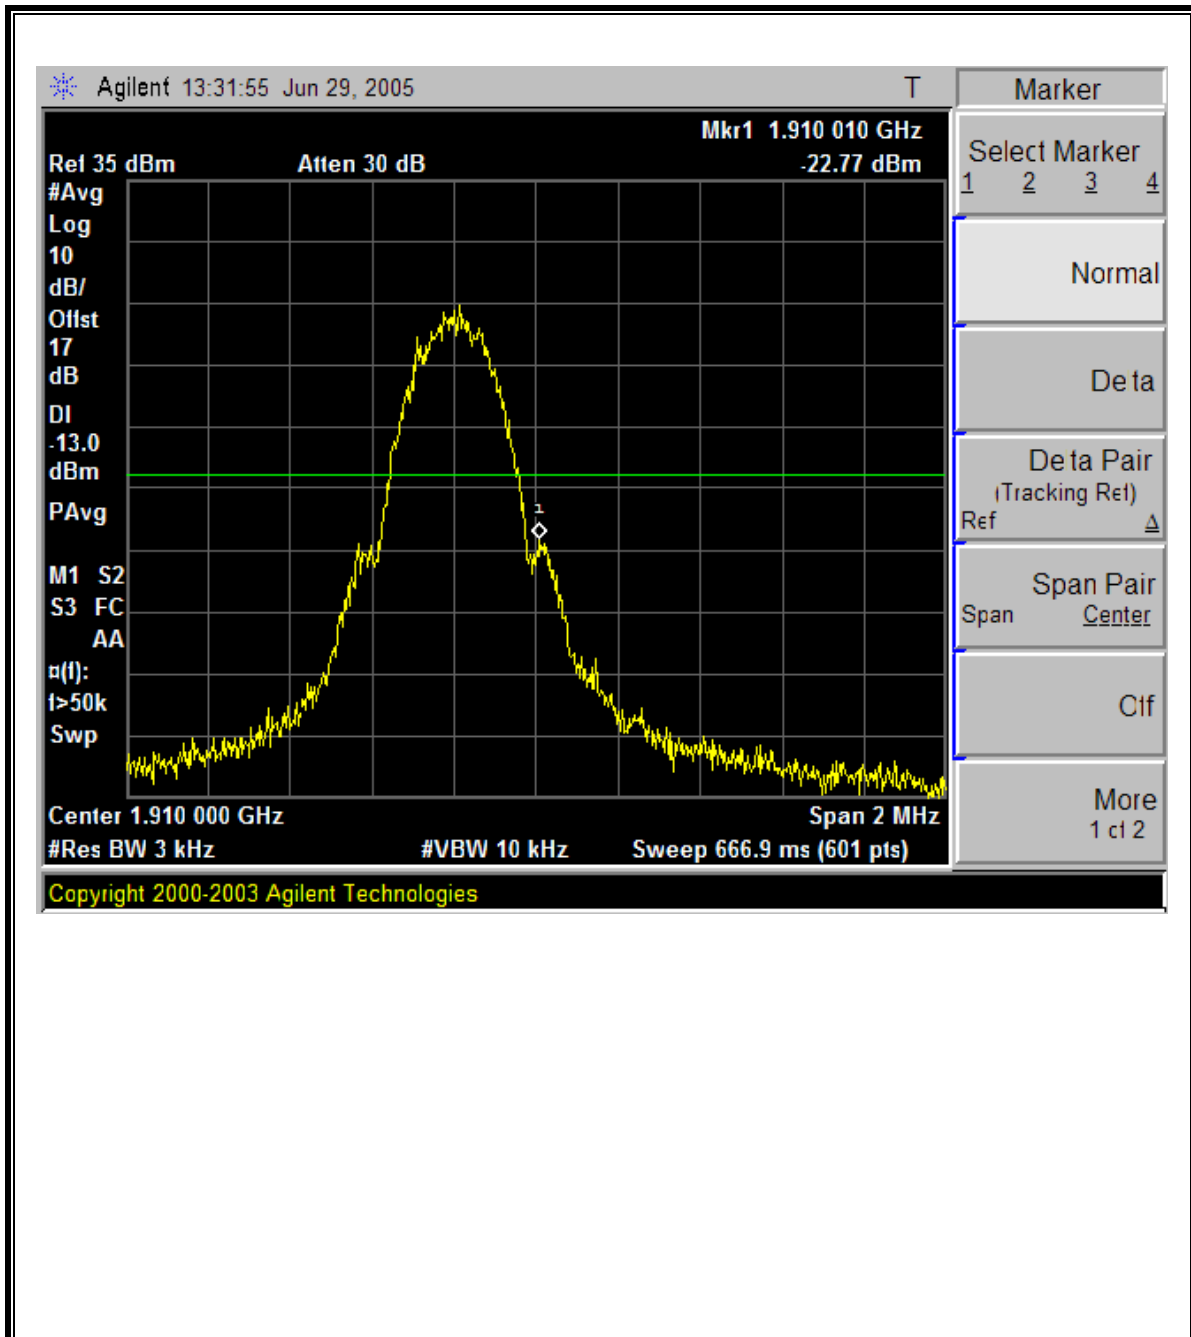 Agilent 13:31:55 Jun 29, 2005 T
Mkr1 1.910 010 GHz
Ref 35 dBm Atten 30 dB -22.77 dBm
#Avg
Log
10
dB/
Offst
17
dB
DI
-13.0
dBm
PAvg
M1 S2
S3 FC
AA
¤(f):
f>50k
Swp
1
Center 1.910 000 GHz Span 2 MHz
#Res BW 3 kHz #VBW 10 kHz Sweep 666.9 ms (601 pts)
Copyright 2000-2003 Agilent Technologies
Marker
Select Marker
1 2 3 4
Normal
Delta
Delta Pair
(Tracking Ref)
Ref Δ
Span Pair
Span Center
Off
More
1 of 2